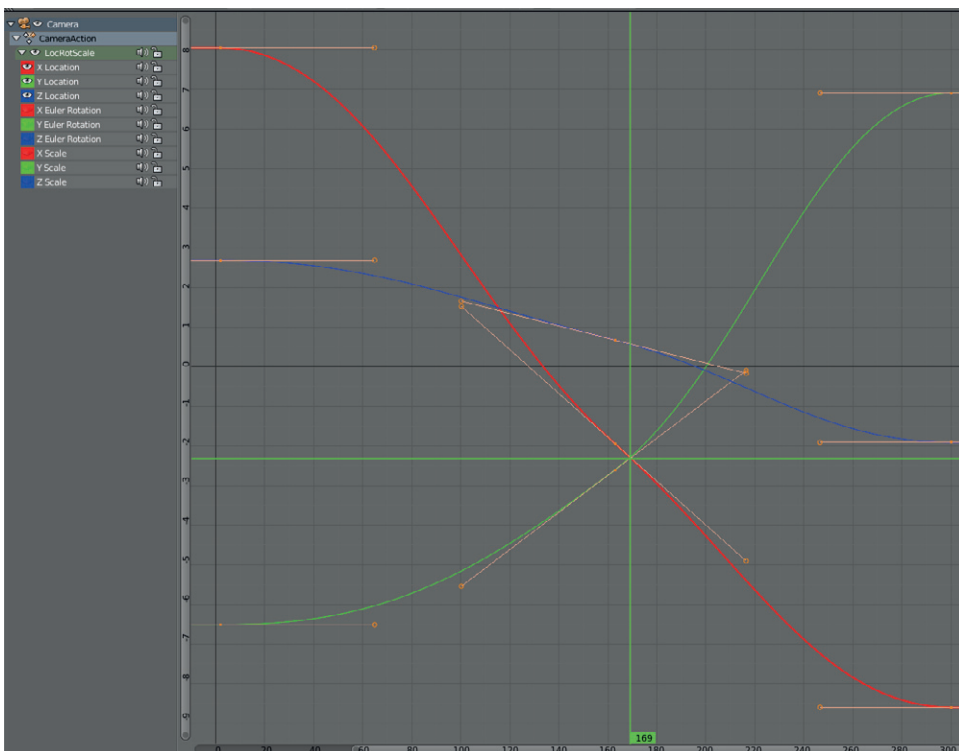 Camera
CameraAction
LocRotScale
X Location
Y Location
Z Location
X Euler Rotation
Y Euler Rotation
Z Euler Rotation
X Scale
Y Scale
Z Scale
8
7
6
5
4
3
2
1
0
-1
-2
-4
-5
-6
-7
-8
-9
0 20 40 60 80 100 120 140 160 169 180 200 220 240 260 280 300